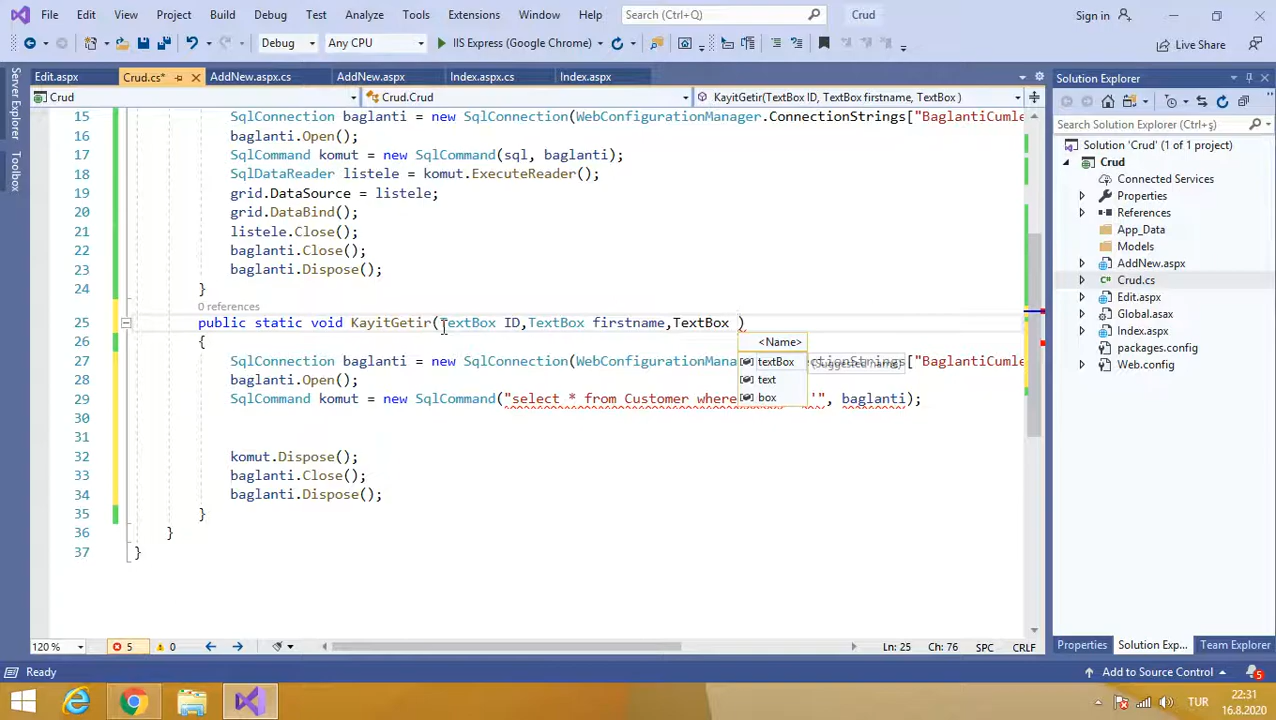 File Edit View Project Build Debug Test Analyze Tools Extensions Window Help Search (Ctrl+Q) Crud Sign in
Debug Any CPU IIS Express (Google Chrome) Live Share
Edit.aspx Crud.cs* AddNew.aspx.cs AddNew.aspx Index.aspx.cs Index.aspx
Crud Crud.Crud KayitGetir(TextBox ID, TextBox firstname, TextBox )
Server Explorer
Toolbox
15 SqlConnection baglanti = new SqlConnection(WebConfigurationManager.ConnectionStrings["BaglantiCumle
16 baglanti.Open();
17 SqlCommand komut = new SqlCommand(sql, baglanti);
18 SqlDataReader listele = komut.ExecuteReader();
19 grid.DataSource = listele;
20 grid.DataBind();
21 listele.Close();
22 baglanti.Close();
23 baglanti.Dispose();
24 }
0 references
25 public static void KayitGetir(TextBox ID,TextBox firstname,TextBox )
26 {
<Name>
textBox (Suggested name)
text
box
27 SqlConnection baglanti = new SqlConnection(WebConfigurationMana ectionStrings["BaglantiCumle
28 baglanti.Open();
29 SqlCommand komut = new SqlCommand("select * from Customer where '", baglanti);
30
31
32 komut.Dispose();
33 baglanti.Close();
34 baglanti.Dispose();
35 }
36 }
37 }
120 % 5 0 Ln: 25 Ch: 76 SPC CRLF
Solution Explorer
Search Solution Explorer (Ctrl+ş)
Solution 'Crud' (1 of 1 project)
Crud
Connected Services
Properties
References
App_Data
Models
AddNew.aspx
Crud.cs
Edit.aspx
Global.asax
Index.aspx
packages.config
Web.config
Properties Solution Exp... Team Explorer
Ready Add to Source Control 5
TUR 22:31
16.8.2020